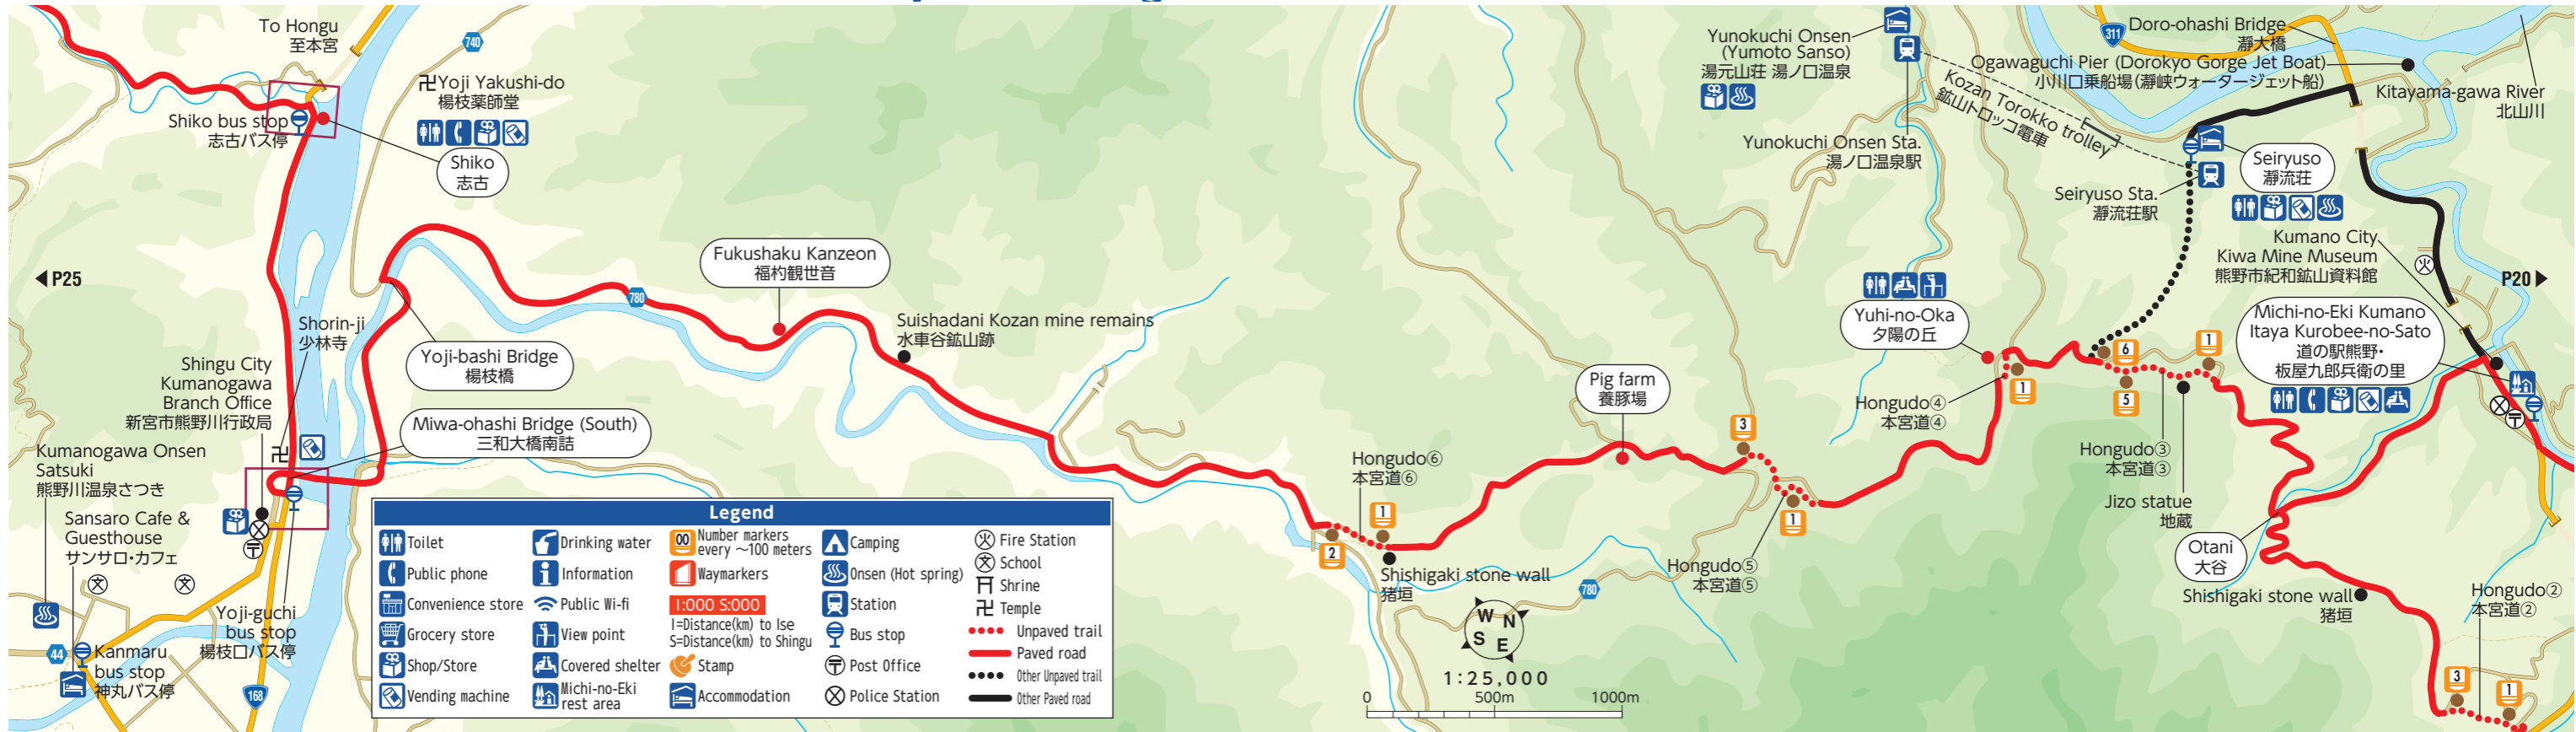 To Hongu
至本宮
740
卍Yoji Yakushi-do
楊枝薬師堂
Shiko bus stop
志古バス停
Shiko
志古
◀P25
Shorin-ji
少林寺
卍
Shingu City
Kumanogawa
Branch Office
新宮市熊野川行政局
Kumanogawa Onsen
Satsuki
熊野川温泉さつき
Sansaro Cafe &
Guesthouse
サンサロ・カフェ
文
文
〒
Yoji-guchi
bus stop
楊枝口バス停
44
Kanmaru
bus stop
神丸バス停
168
Yoji-bashi Bridge
楊枝橋
Miwa-ohashi Bridge (South)
三和大橋南詰
780
Fukushaku Kanzeon
福杓観世音
Suishadani Kozan mine remains
水車谷鉱山跡
Legend
Toilet
Public phone
Convenience store
Grocery store
Shop/Store
Vending machine
Drinking water
Information
Public Wi-fi
View point
Covered shelter
Michi-no-Eki
rest area
00
Number markers
every ～100 meters
Waymarkers
I:000 S:000
I=Distance(km) to Ise
S=Distance(km) to Shingu
Stamp
Accommodation
Camping
Onsen (Hot spring)
Station
Bus stop
〒 Post Office
Police Station
火 Fire Station
文 School
Shrine
卍 Temple
Unpaved trail
Paved road
Other Unpaved trail
Other Paved road
Hongudo⑥
本宮道⑥
1
2
Shishigaki stone wall
猪垣
780
W N
S E
1:25,000
0 500m 1000m
Pig farm
養豚場
3
1
Hongudo⑤
本宮道⑤
Yunokuchi Onsen
(Yumoto Sanso)
湯元山荘 湯ノ口温泉
Yunokuchi Onsen Sta.
湯ノ口温泉駅
Kozan Torokko trolley
鉱山トロッコ電車
311
Doro-ohashi Bridge
瀞大橋
Ogawaguchi Pier (Dorokyo Gorge Jet Boat)
小川口乗船場(瀞峡ウォータージェット船)
Kitayama-gawa River
北山川
Seiryuso
瀞流荘
Seiryuso Sta.
瀞流荘駅
Kumano City
Kiwa Mine Museum
熊野市紀和鉱山資料館
火
P20▶
Yuhi-no-Oka
夕陽の丘
Hongudo④
本宮道④
1
6
5
1
Michi-no-Eki Kumano
Itaya Kurobee-no-Sato
道の駅熊野・
板屋九郎兵衛の里
〒
Hongudo③
本宮道③
Jizo statue
地蔵
Otani
大谷
Shishigaki stone wall
猪垣
Hongudo②
本宮道②
3
1